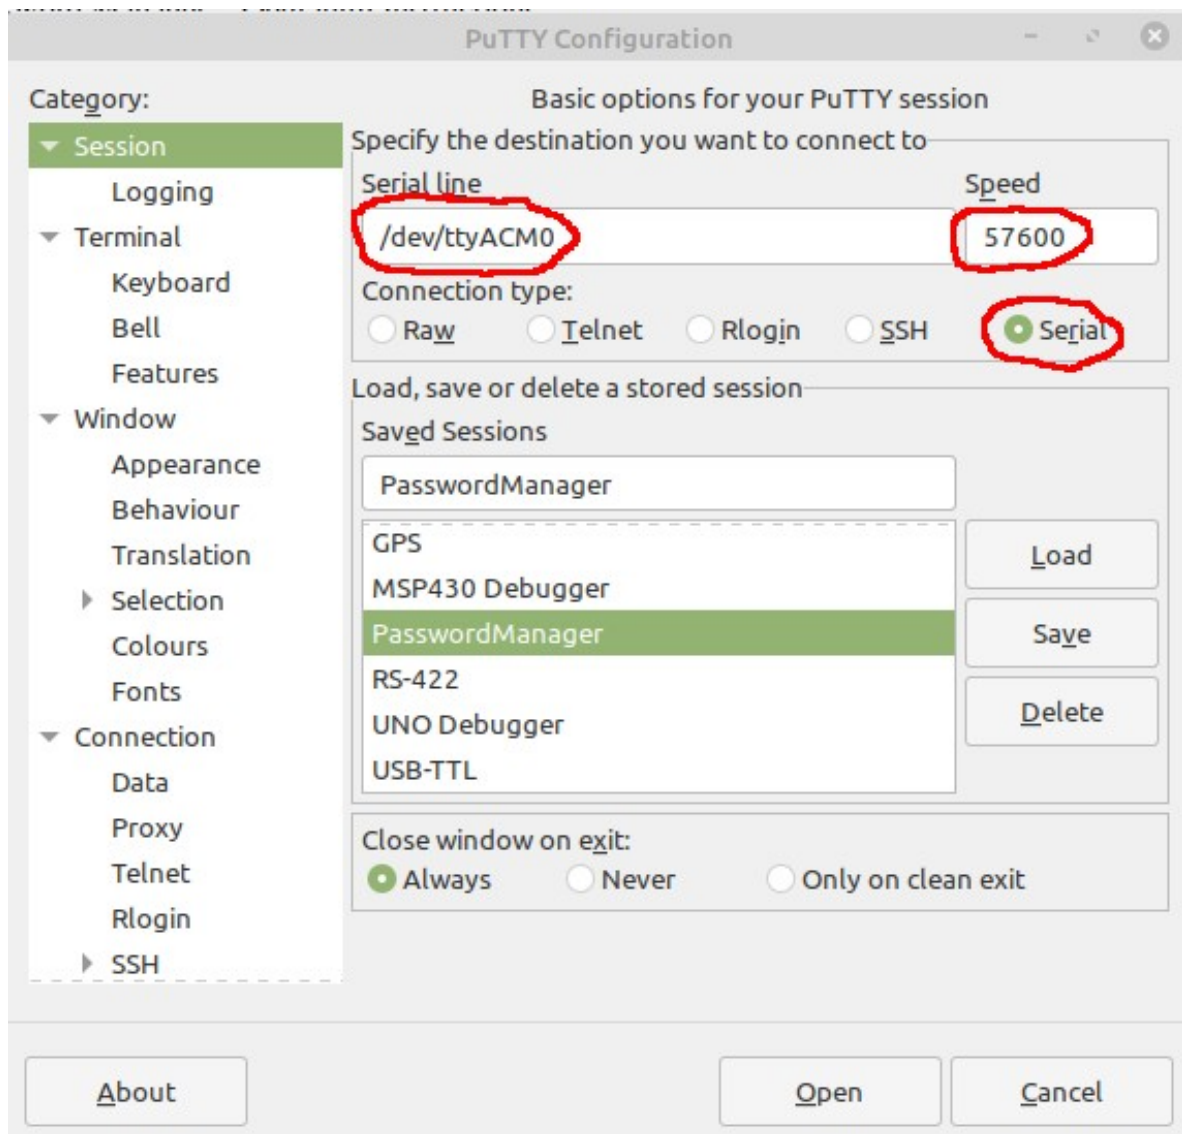 PuTTY Configuration
Category:
Session
Logging
Terminal
Keyboard
Bell
Features
Window
Appearance
Behaviour
Translation
Selection
Colours
Fonts
Connection
Data
Proxy
Telnet
Rlogin
SSH
Basic options for your PuTTY session
Specify the destination you want to connect to
Serial line Speed
/dev/ttyACM0 57600
Connection type:
Raw Telnet Rlogin SSH Serial
Load, save or delete a stored session
Saved Sessions
PasswordManager
GPS
MSP430 Debugger
PasswordManager
RS-422
UNO Debugger
USB-TTL
Load
Save
Delete
Close window on exit:
Always Never Only on clean exit
About Open Cancel